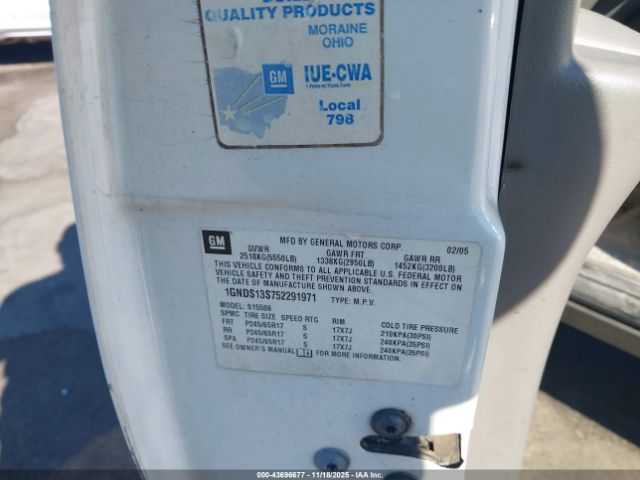 QUALITY PRODUCTS
MORAINE
OHIO
GM
IUE-CWA
Local
798
GM
MFD BY GENERAL MOTORS CORP.
02/05
GVWR
GAWR FRT
GAWR RR
2518KG(5550LB)
1338KG(2950LB)
1452KG(3200LB)
THIS VEHICLE CONFORMS TO ALL APPLICABLE U.S. FEDERAL MOTOR
VEHICLE SAFETY AND THEFT PREVENTION STANDARDS IN EFFECT ON
THE DATE OF MANUFACTURE SHOWN ABOVE.
1GNDS13S752291971
TYPE: M.P.V.
MODEL: S15506
SPMC TIRE SIZE SPEED RTG RIM COLD TIRE PRESSURE
FRT P245/65R17 S 17X7J 210KPA(30PSI)
RR P245/65R17 S 17X7J 240KPA(35PSI)
SPA P245/65R17 S 17X7J 240KPA(35PSI)
SEE OWNER'S MANUAL FOR MORE INFORMATION.
©00-43696677 - 11/18/2025 - IAA Inc.